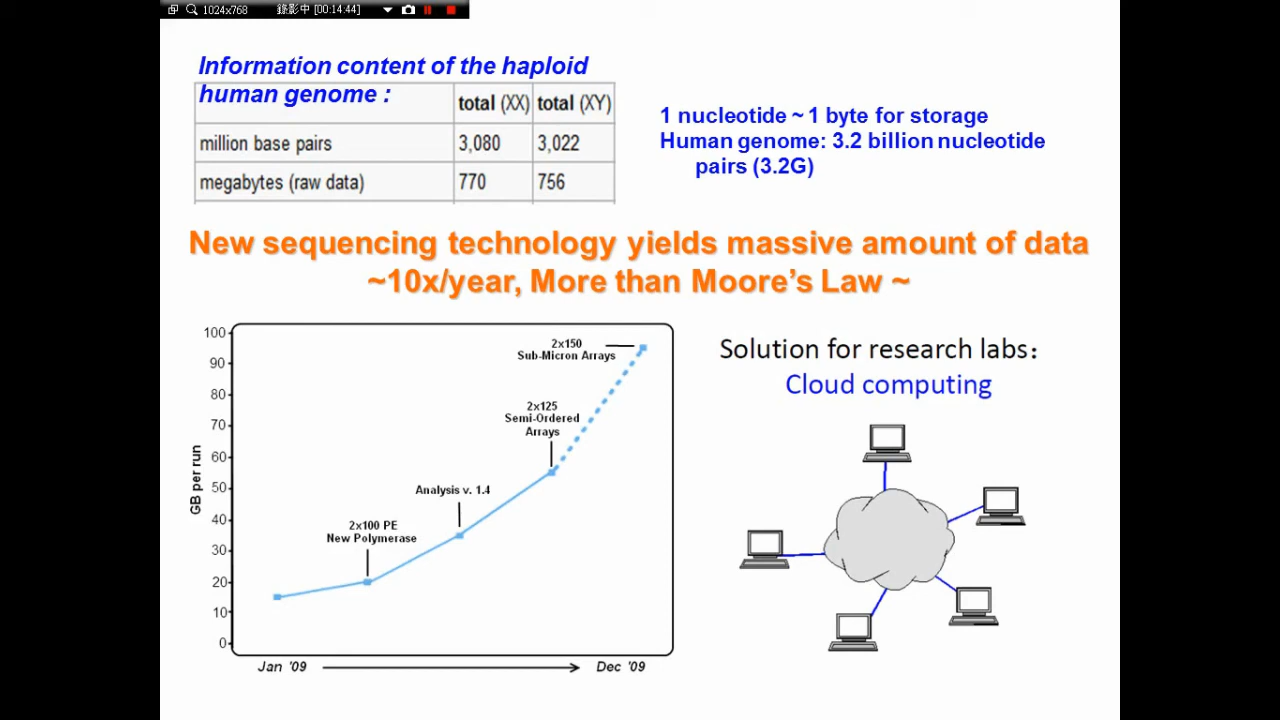 1024x768 錄影中 [00:14.44]
Information content of the haploid
human genome :
total (XX) total (XY)
million base pairs 3,080 3,022
megabytes (raw data) 770 756
1 nucleotide ~ 1 byte for storage
Human genome: 3.2 billion nucleotide
pairs (3.2G)
New sequencing technology yields massive amount of data
~10x/year, More than Moore’s Law ~
100
90
80
70
60
50
40
30
20
10
0
GB per run
2x150
Sub-Micron Arrays
2x125
Semi-Ordered
Arrays
Analysis v. 1.4
2x100 PE
New Polymerase
Jan '09
Dec '09
Solution for research labs:
Cloud computing